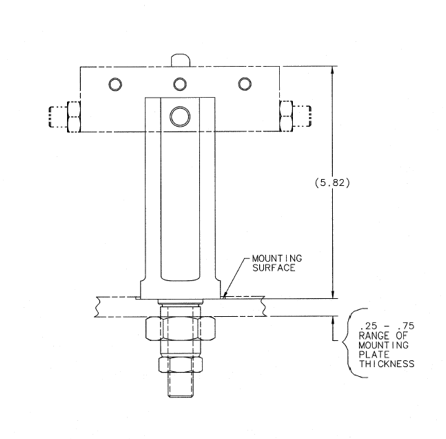 (5.82)
MOUNTING
SURFACE
.25 - .75
RANGE OF
MOUNTING
PLATE
THICKNESS